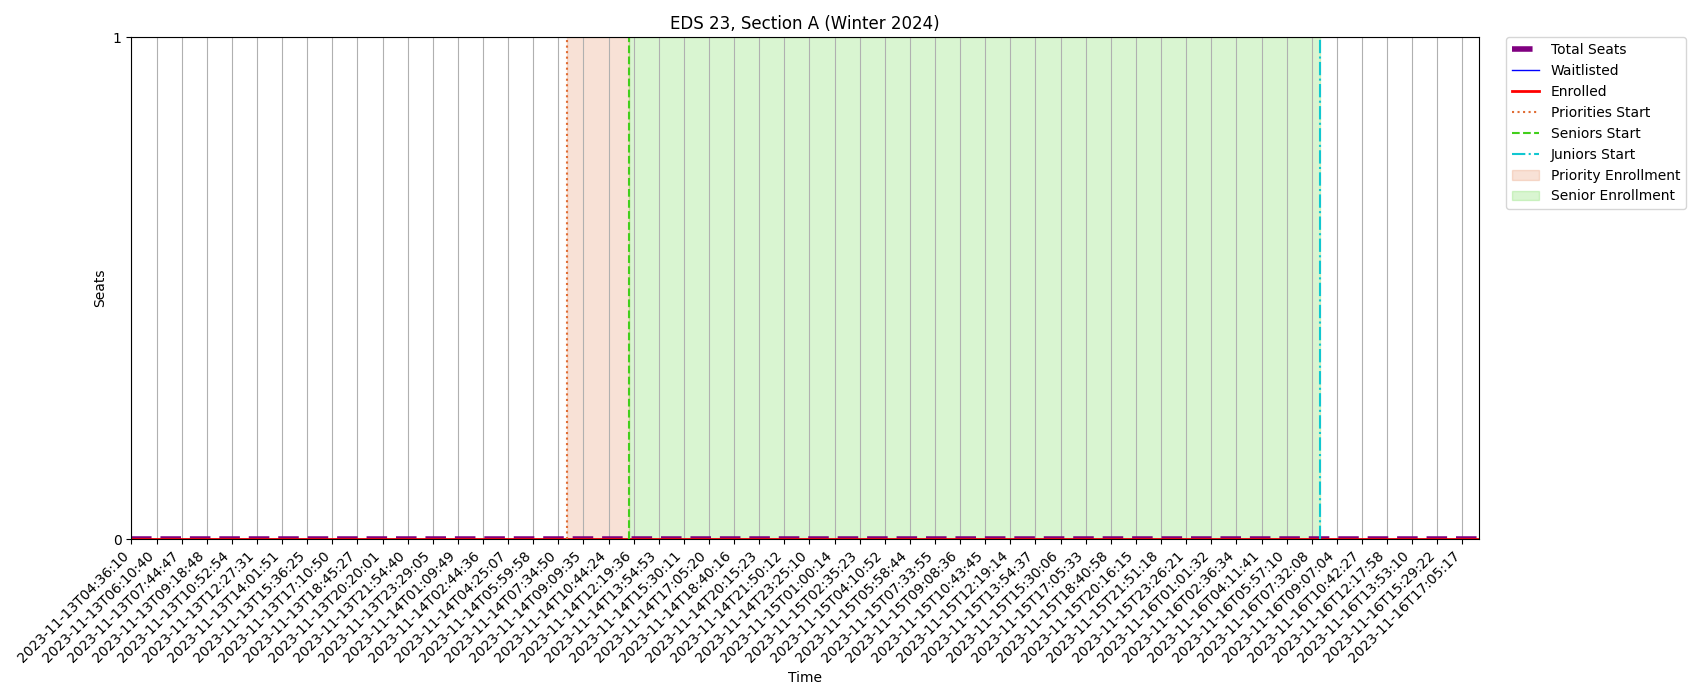 EDS 23, Section A (Winter 2024)
1
0
Seats
Total Seats
Waitlisted
Enrolled
Priorities Start
Seniors Start
Juniors Start
Priority Enrollment
Senior Enrollment
2023-11-13T04:36:10
2023-11-13T06:10:40
2023-11-13T07:44:47
2023-11-13T09:18:48
2023-11-13T10:52:54
2023-11-13T12:27:31
2023-11-13T14:01:51
2023-11-13T15:36:25
2023-11-13T17:10:50
2023-11-13T18:45:27
2023-11-13T20:20:01
2023-11-13T21:54:40
2023-11-13T23:29:05
2023-11-14T01:09:49
2023-11-14T02:44:36
2023-11-14T04:25:07
2023-11-14T05:59:58
2023-11-14T07:34:50
2023-11-14T09:09:35
2023-11-14T10:44:24
2023-11-14T12:19:36
2023-11-14T13:54:53
2023-11-14T15:30:11
2023-11-14T17:05:20
2023-11-14T18:40:16
2023-11-14T20:15:23
2023-11-14T21:50:12
2023-11-14T23:25:10
2023-11-15T01:00:14
2023-11-15T02:35:23
2023-11-15T04:10:52
2023-11-15T05:58:44
2023-11-15T07:33:55
2023-11-15T09:08:36
2023-11-15T10:43:45
2023-11-15T12:19:14
2023-11-15T13:54:37
2023-11-15T15:30:06
2023-11-15T17:05:33
2023-11-15T18:40:58
2023-11-15T20:16:15
2023-11-15T21:51:18
2023-11-15T23:26:21
2023-11-16T01:01:32
2023-11-16T02:36:34
2023-11-16T04:11:41
2023-11-16T05:57:10
2023-11-16T07:32:08
2023-11-16T09:07:04
2023-11-16T10:42:27
2023-11-16T12:17:58
2023-11-16T13:53:10
2023-11-16T15:29:22
2023-11-16T17:05:17
Time